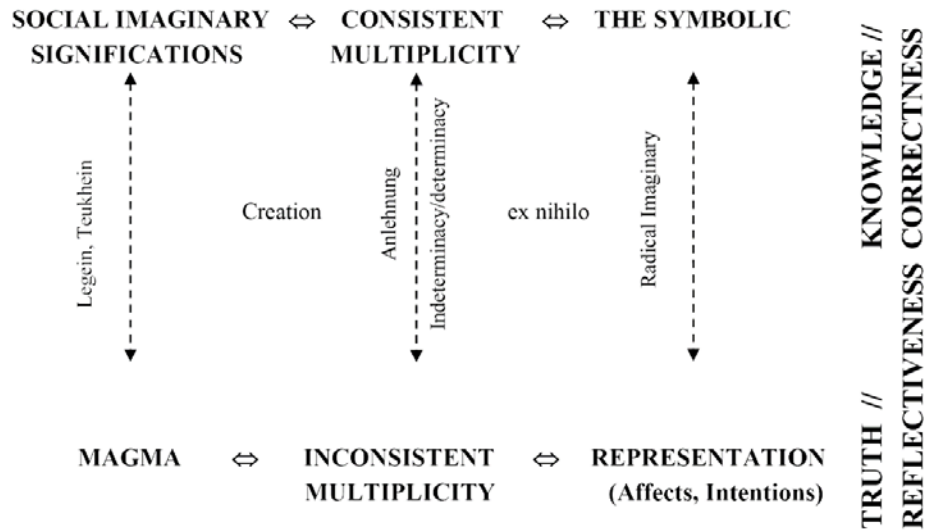 SOCIAL IMAGINARY ⇔ CONSISTENT ⇔ THE SYMBOLIC
SIGNIFICATIONS MULTIPLICITY
Legein, Teukhein
Creation
Anlehnung
Indeterminacy/determinacy
ex nihilo
Radical Imaginary
MAGMA ⇔ INCONSISTENT ⇔ REPRESENTATION
MULTIPLICITY (Affects, Intentions)
KNOWLEDGE //
CORRECTNESS
TRUTH //
REFLECTIVENESS